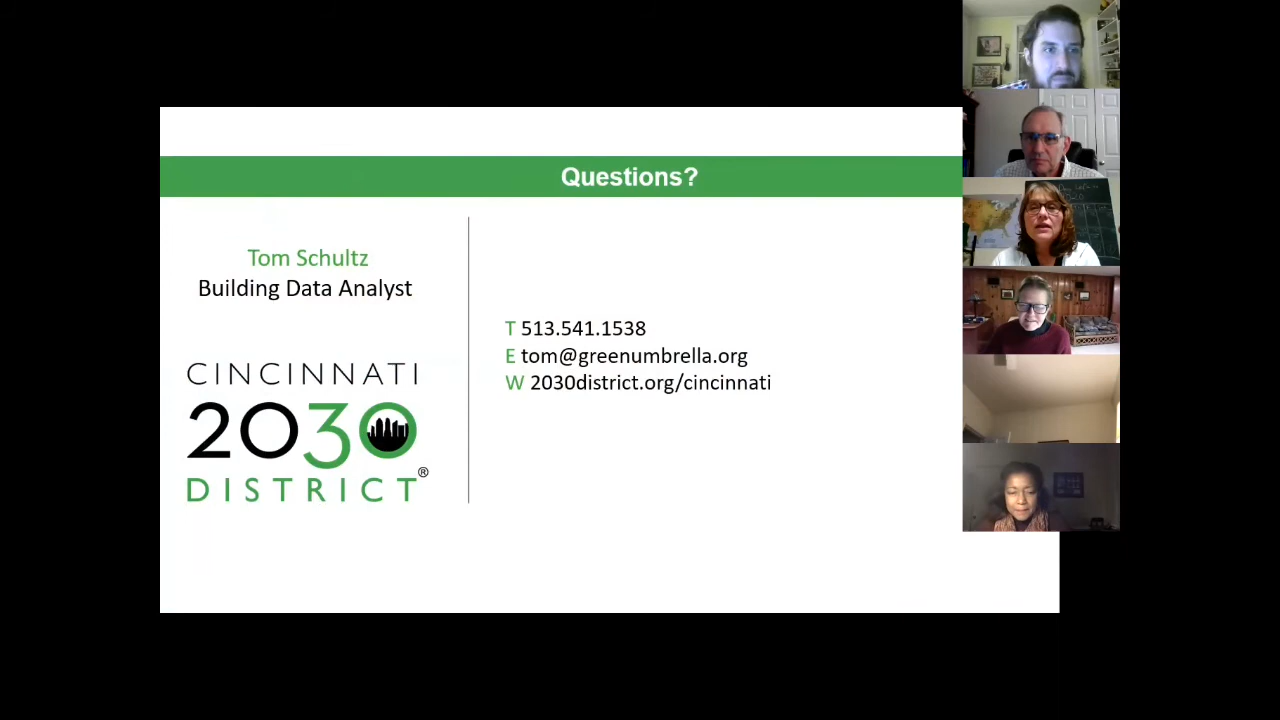 Questions?
Tom Schultz
Building Data Analyst
CINCINNATI
2030
DISTRICT®
T 513.541.1538
E tom@greenumbrella.org
W 2030district.org/cincinnati